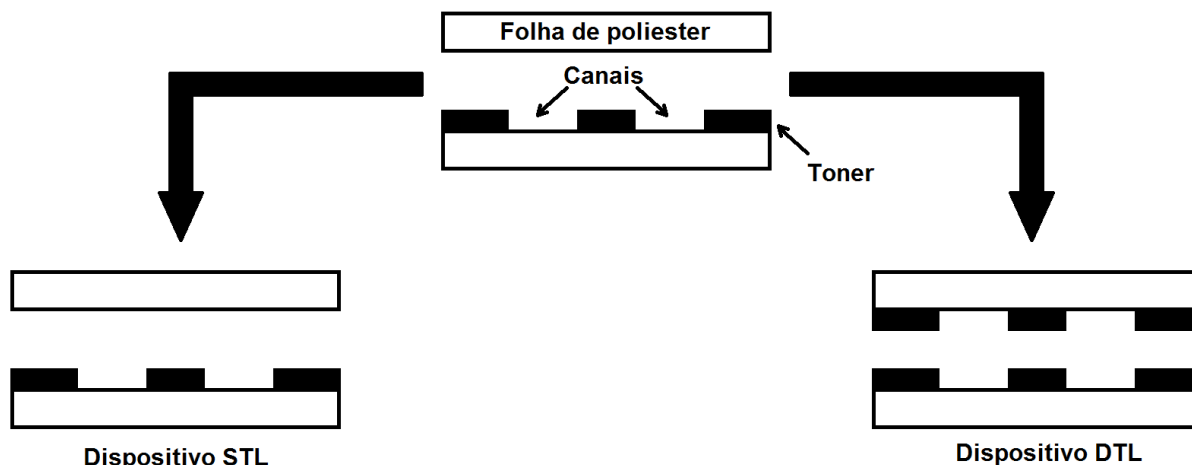 Folha de poliester
Canais
Toner
Dispositivo STL
Dispositivo DTL